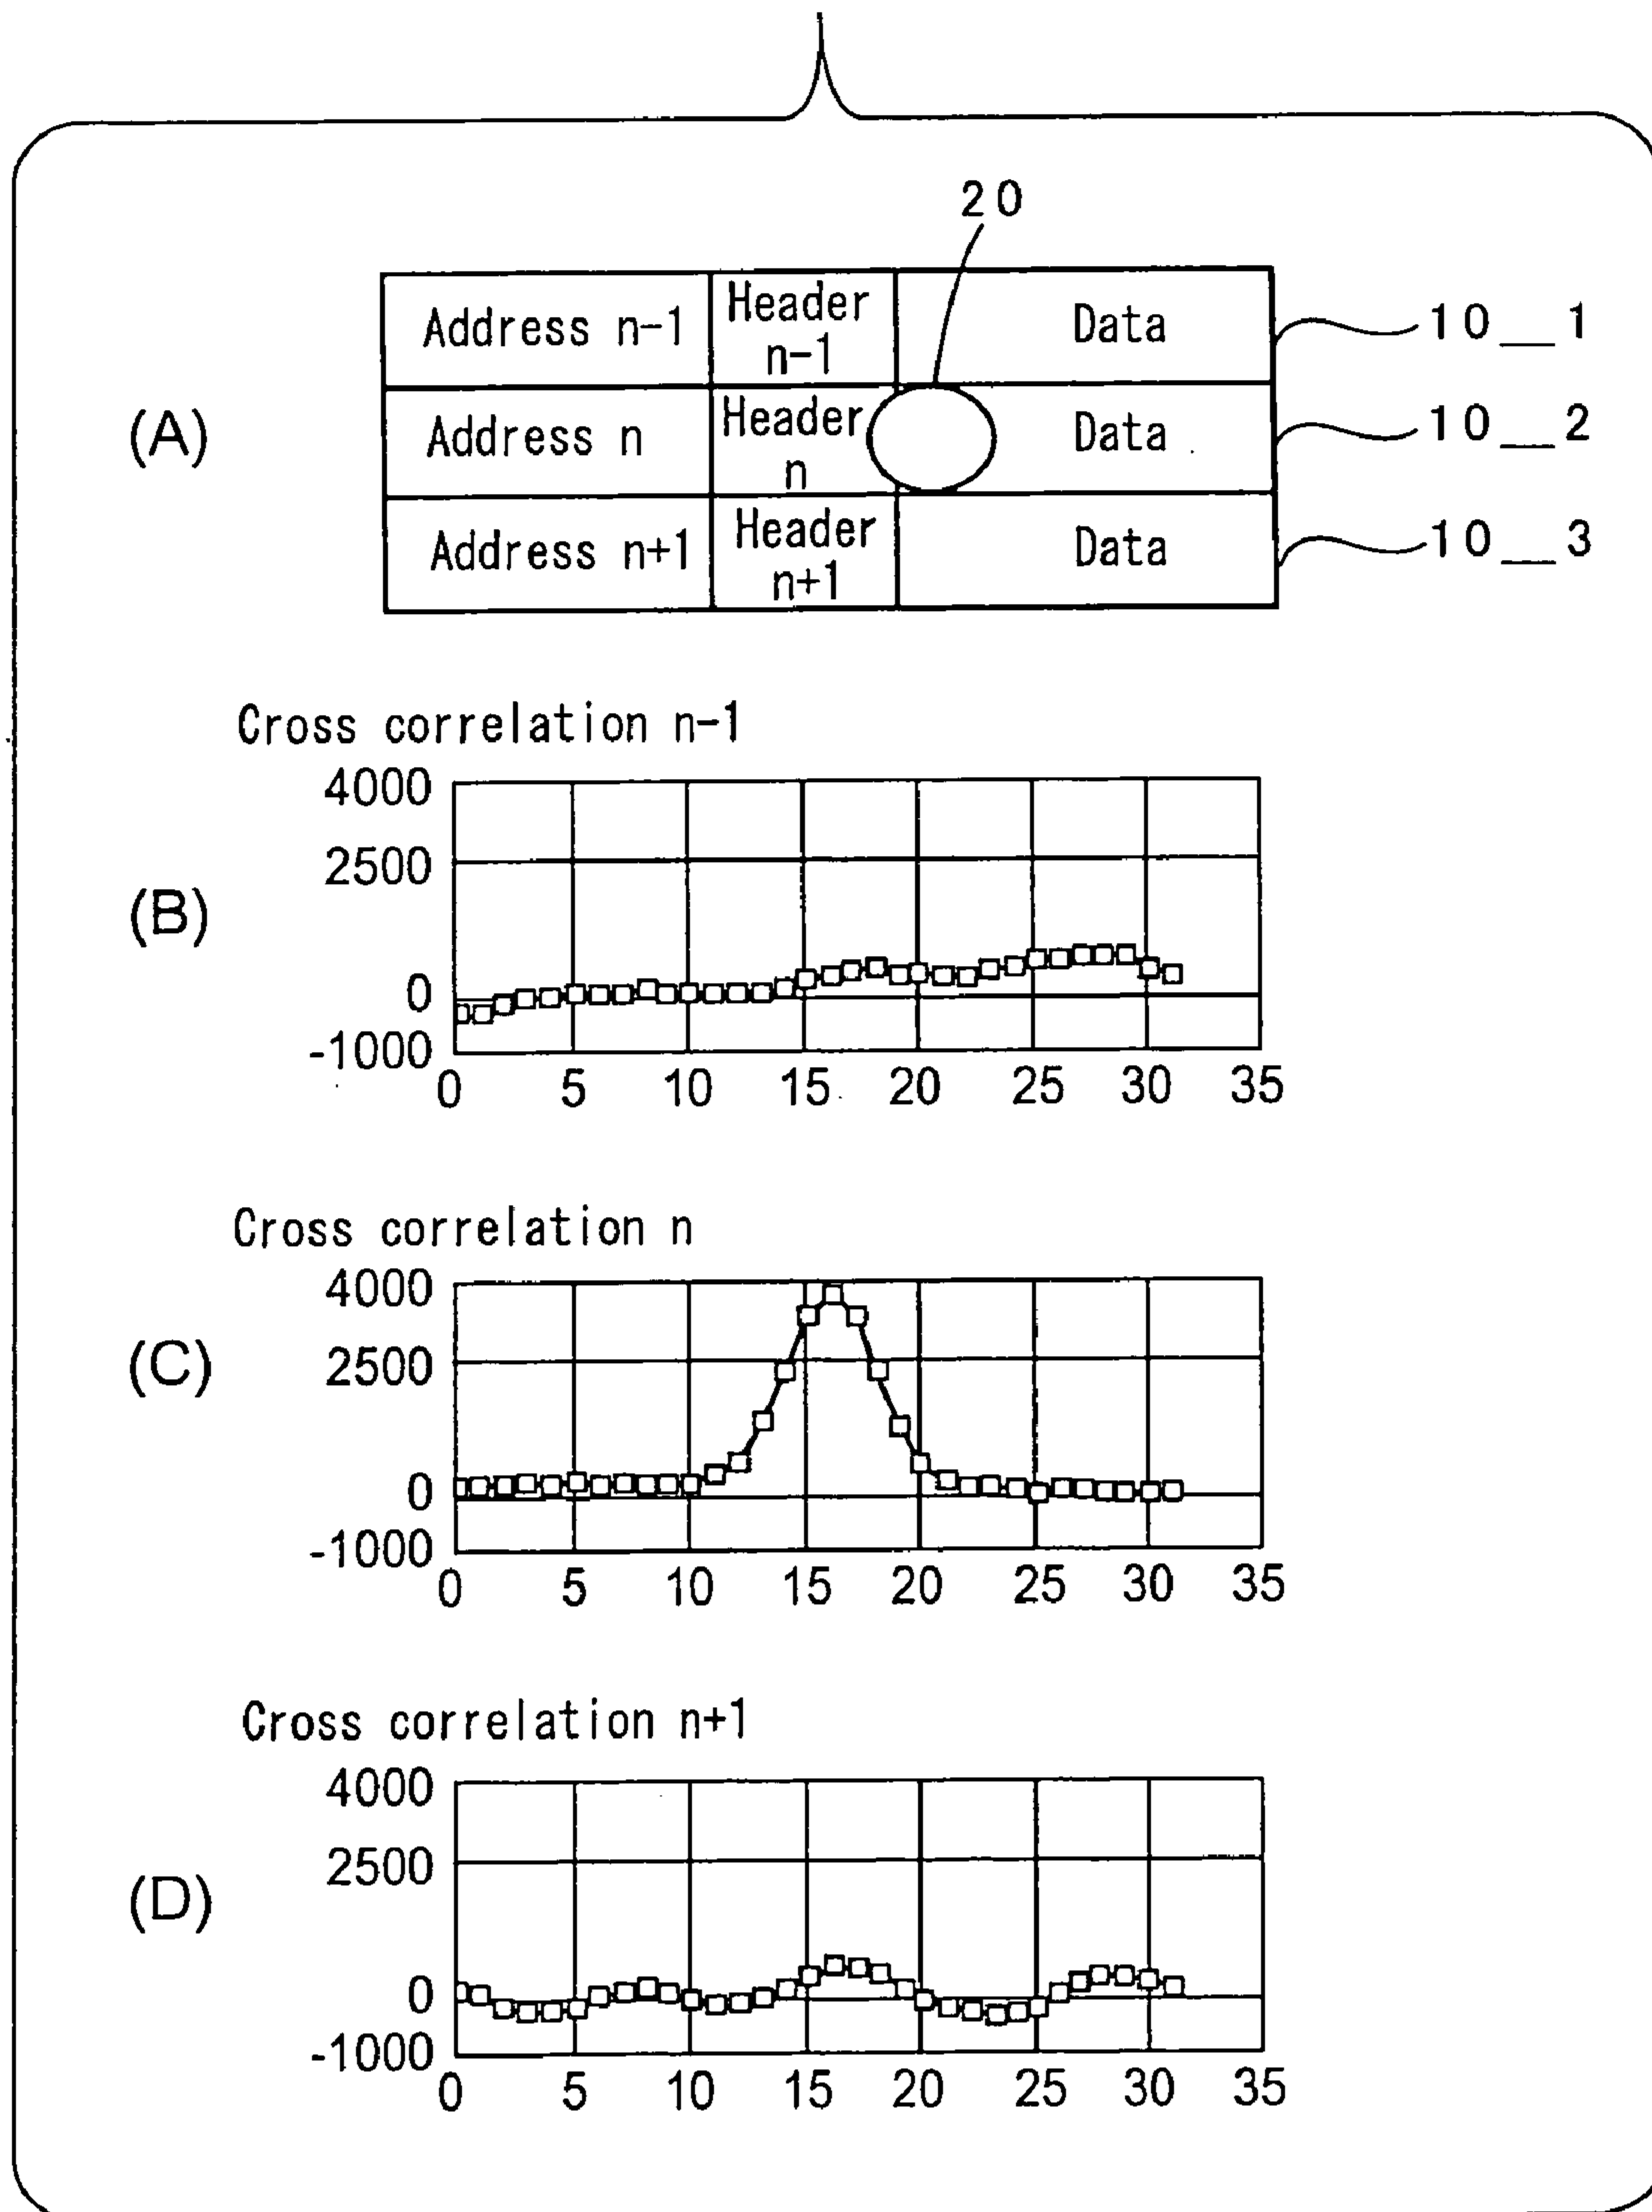 20
Address n-1 Header n-1 Data 10__1
(A) Address n Header n Data 10__2
Address n+1 Header n+1 Data 10__3
Cross correlation n-1
(B)
4000
2500
0
-1000
0 5 10 15 20 25 30 35
Cross correlation n
(C)
4000
2500
0
-1000
0 5 10 15 20 25 30 35
Cross correlation n+1
(D)
4000
2500
0
-1000
0 5 10 15 20 25 30 35